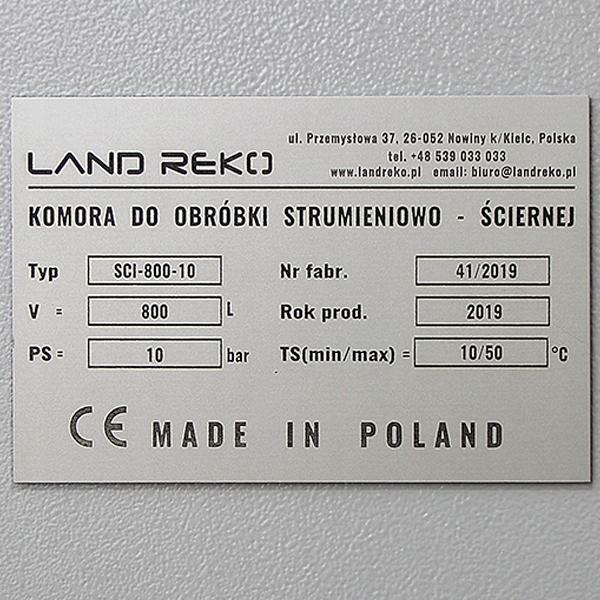 LAND REKO
ul. Przemysłowa 37, 26-052 Nowiny k/Kielc, Polska
tel. +48 539 033 033
www.landreko.pl email: biuro@landreko.pl
KOMORA DO OBRÓBKI STRUMIENIOWO - ŚCIERNEJ
Typ SCI-800-10 Nr fabr. 41/2019
V = 800 L Rok prod. 2019
PS = 10 bar TS(min/max) = 10/50 °C
CE MADE IN POLAND